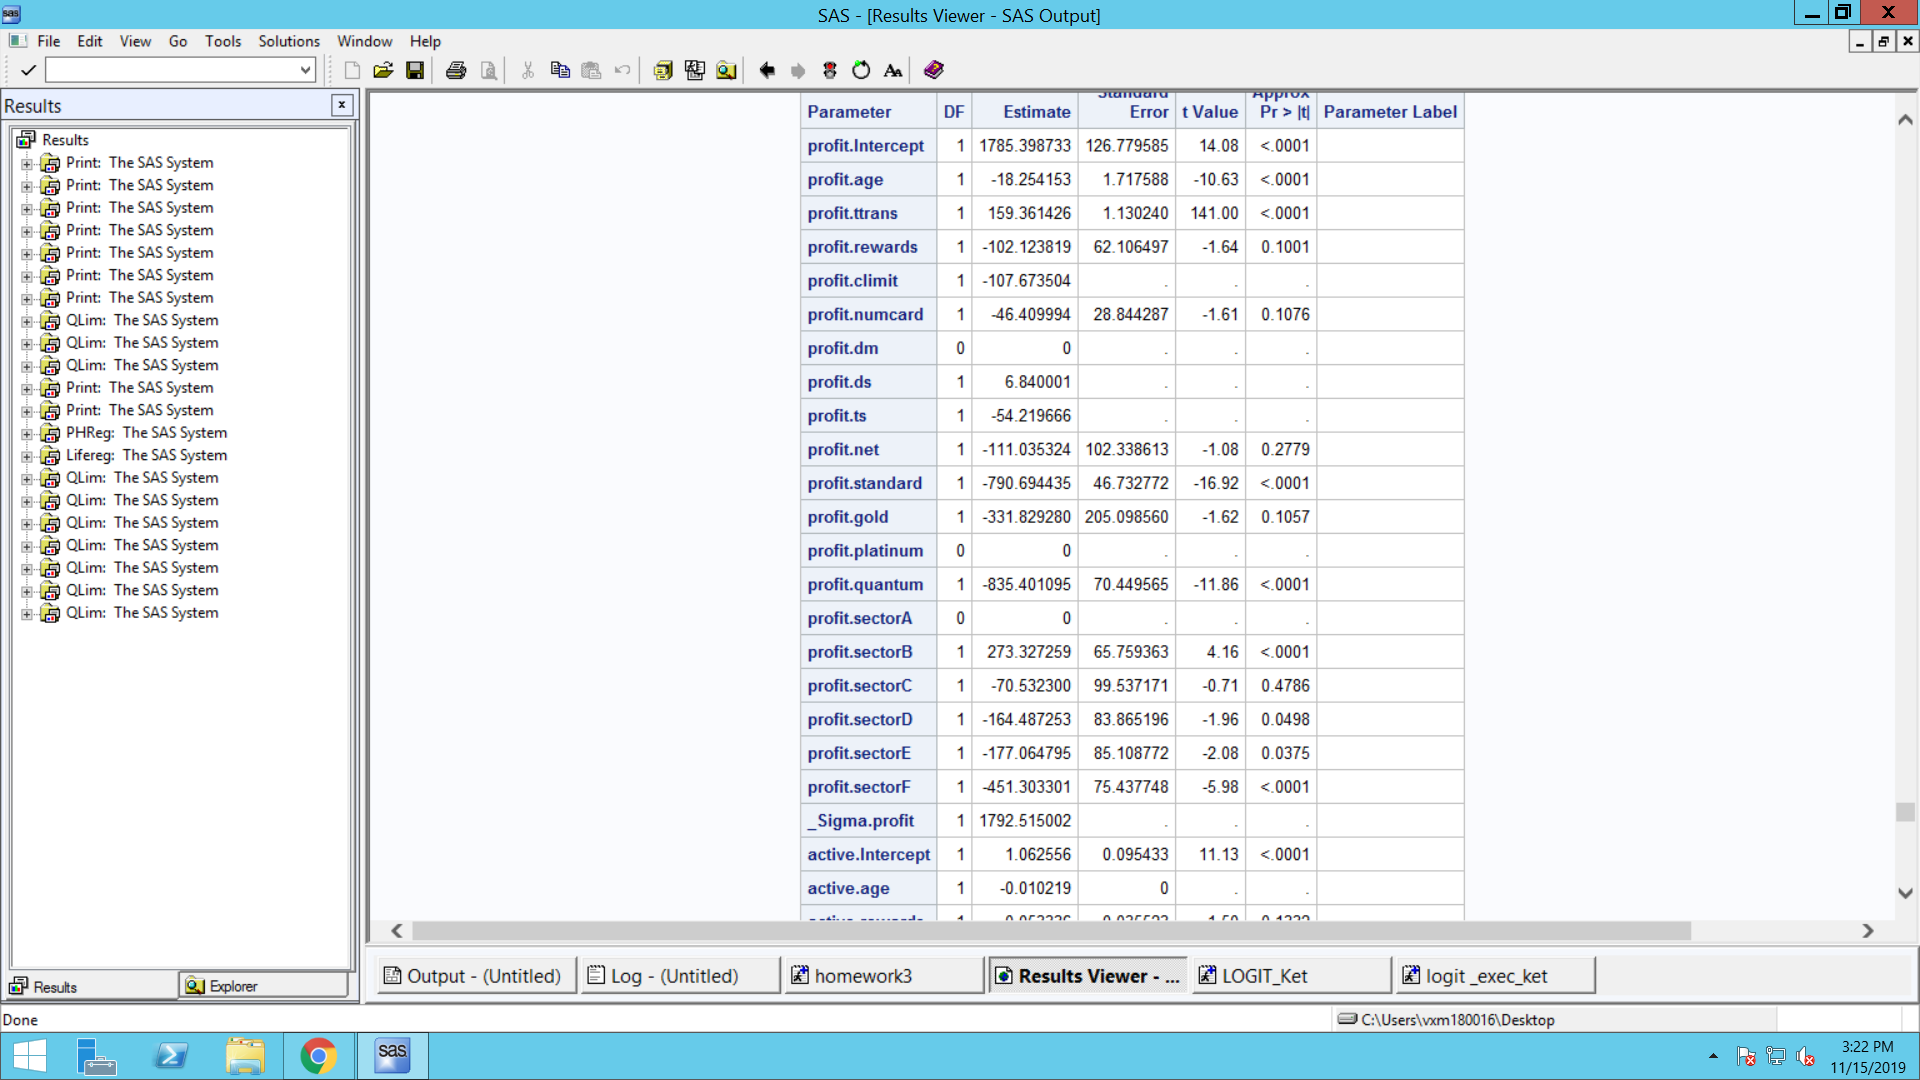 SAS - [Results Viewer - SAS Output]
File Edit View Go Tools Solutions Window Help
Results
Results
Print: The SAS System
Print: The SAS System
Print: The SAS System
Print: The SAS System
Print: The SAS System
Print: The SAS System
Print: The SAS System
QLim: The SAS System
QLim: The SAS System
QLim: The SAS System
Print: The SAS System
Print: The SAS System
PHReg: The SAS System
Lifereg: The SAS System
QLim: The SAS System
QLim: The SAS System
QLim: The SAS System
QLim: The SAS System
QLim: The SAS System
QLim: The SAS System
QLim: The SAS System
Results Explorer
Standard Approx
Parameter DF Estimate Error t Value Pr > |t| Parameter Label
profit.Intercept 1 1785.398733 126.779585 14.08 <.0001
profit.age 1 -18.254153 1.717588 -10.63 <.0001
profit.ttrans 1 159.361426 1.130240 141.00 <.0001
profit.rewards 1 -102.123819 62.106497 -1.64 0.1001
profit.climit 1 -107.673504 . . .
profit.numcard 1 -46.409994 28.844287 -1.61 0.1076
profit.dm 0 0 . . .
profit.ds 1 6.840001 . . .
profit.ts 1 -54.219666 . . .
profit.net 1 -111.035324 102.338613 -1.08 0.2779
profit.standard 1 -790.694435 46.732772 -16.92 <.0001
profit.gold 1 -331.829280 205.098560 -1.62 0.1057
profit.platinum 0 0 . . .
profit.quantum 1 -835.401095 70.449565 -11.86 <.0001
profit.sectorA 0 0 . . .
profit.sectorB 1 273.327259 65.759363 4.16 <.0001
profit.sectorC 1 -70.532300 99.537171 -0.71 0.4786
profit.sectorD 1 -164.487253 83.865196 -1.96 0.0498
profit.sectorE 1 -177.064795 85.108772 -2.08 0.0375
profit.sectorF 1 -451.303301 75.437748 -5.98 <.0001
_Sigma.profit 1 1792.515002 . . .
active.Intercept 1 1.062556 0.095433 11.13 <.0001
active.age 1 -0.010219 0 . .
Output - (Untitled) Log - (Untitled) homework3 Results Viewer - ... LOGIT_Ket logit _exec_ket
Done C:\Users\vxm180016\Desktop
sas
3:22 PM
11/15/2019